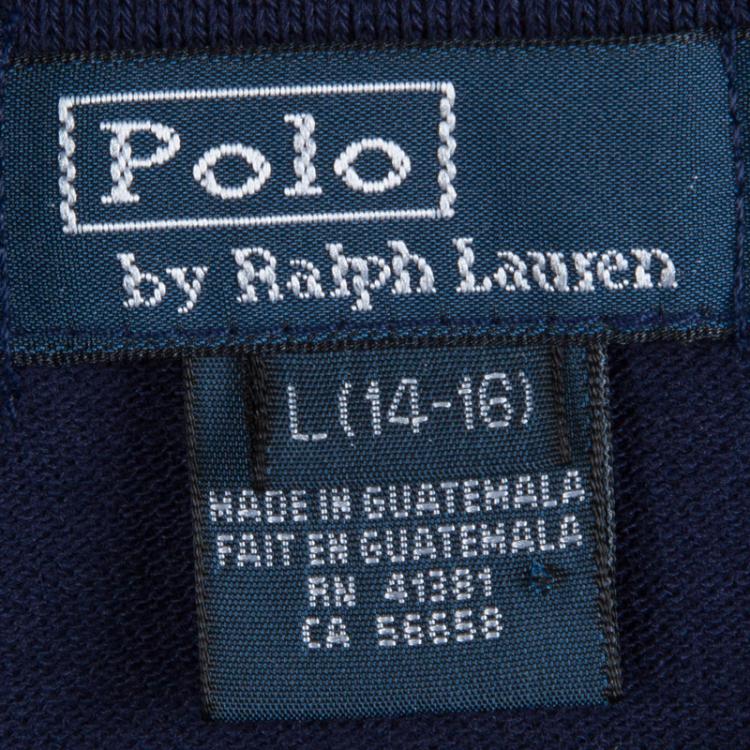 Polo
by Ralph Lauren
L (14-16)
MADE IN GUATEMALA
FAIT EN GUATEMALA
RN 41381
CA 56658